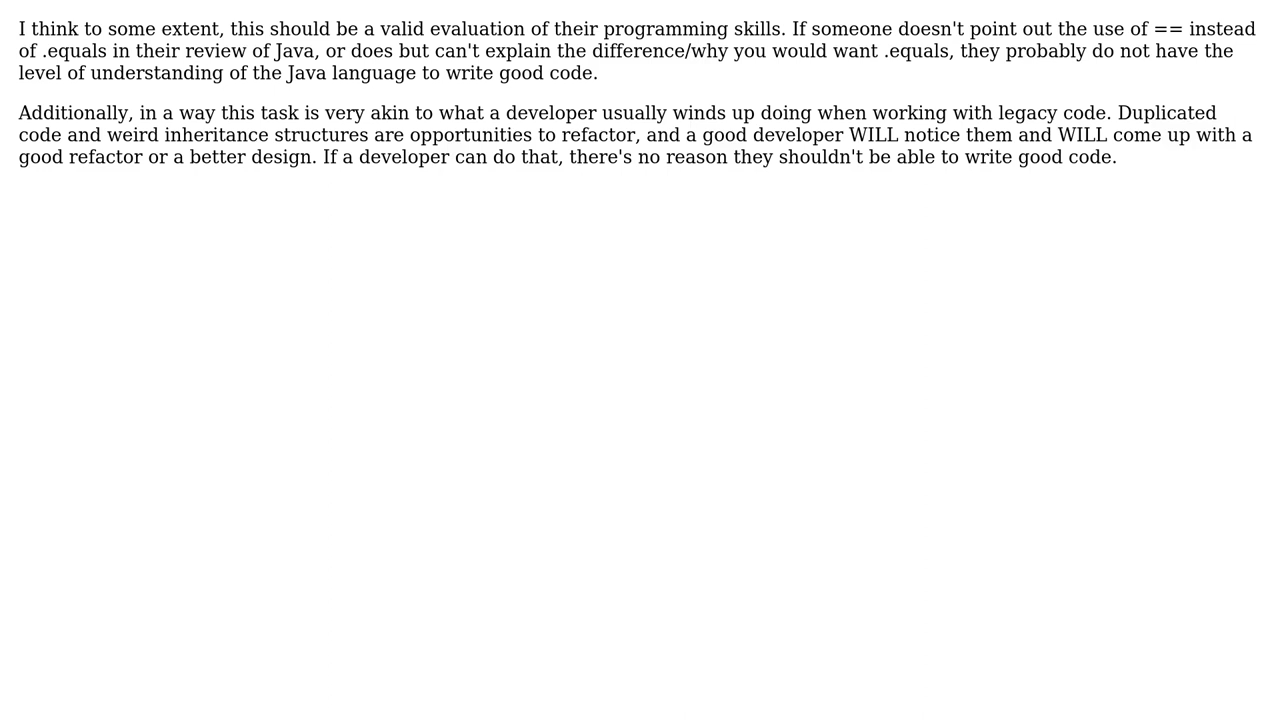 I think to some extent, this should be a valid evaluation of their programming skills. If someone doesn't point out the use of == instead
of .equals in their review of Java, or does but can't explain the difference/why you would want .equals, they probably do not have the
level of understanding of the Java language to write good code.
Additionally, in a way this task is very akin to what a developer usually winds up doing when working with legacy code. Duplicated
code and weird inheritance structures are opportunities to refactor, and a good developer WILL notice them and WILL come up with a
good refactor or a better design. If a developer can do that, there's no reason they shouldn't be able to write good code.